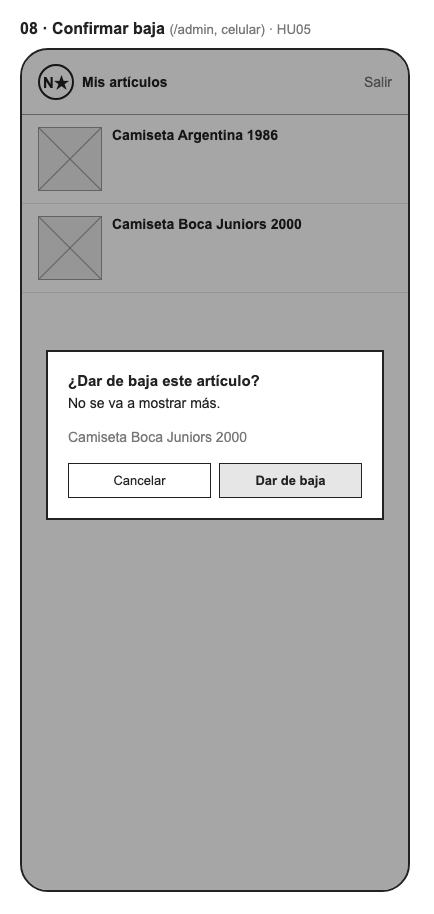 08 · Confirmar baja (/admin, celular) · HU05
N★ Mis artículos Salir
Camiseta Argentina 1986
Camiseta Boca Juniors 2000
¿Dar de baja este artículo?
No se va a mostrar más.
Camiseta Boca Juniors 2000
Cancelar Dar de baja